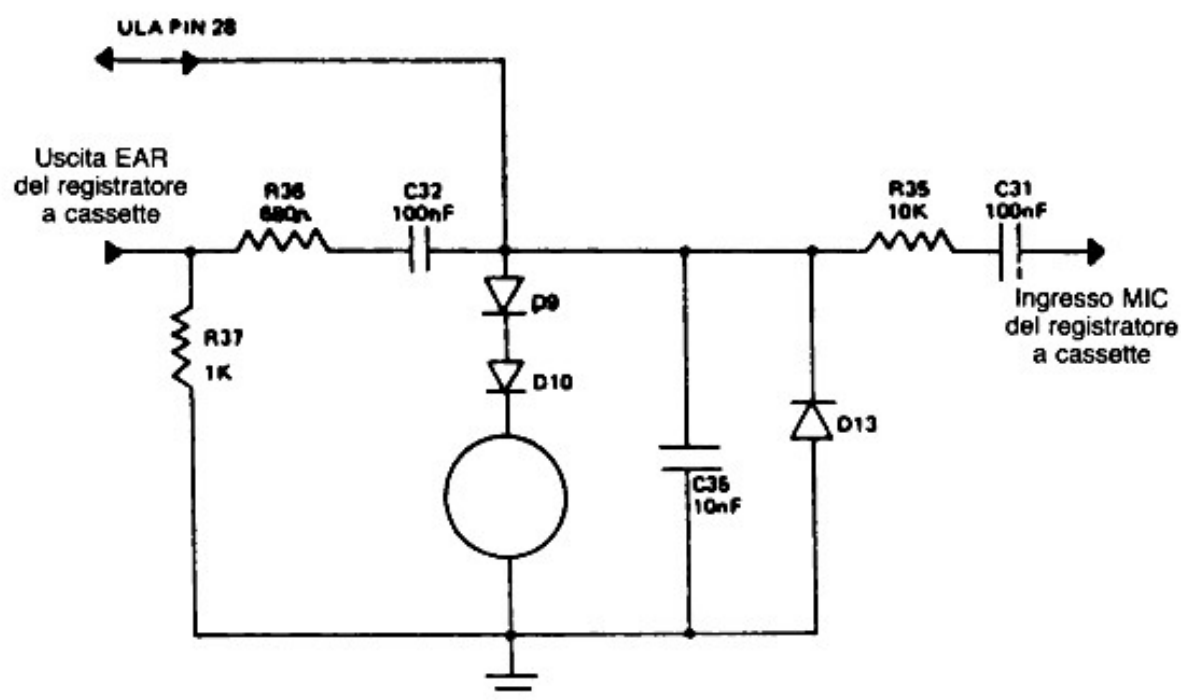 ULA PIN 28
Uscita EAR
del registratore
a cassette
R36
680n
C32
100nF
R35
10K
C31
100nF
Ingresso MIC
del registratore
a cassette
D9
R37
1K
D10
D13
C35
10nF